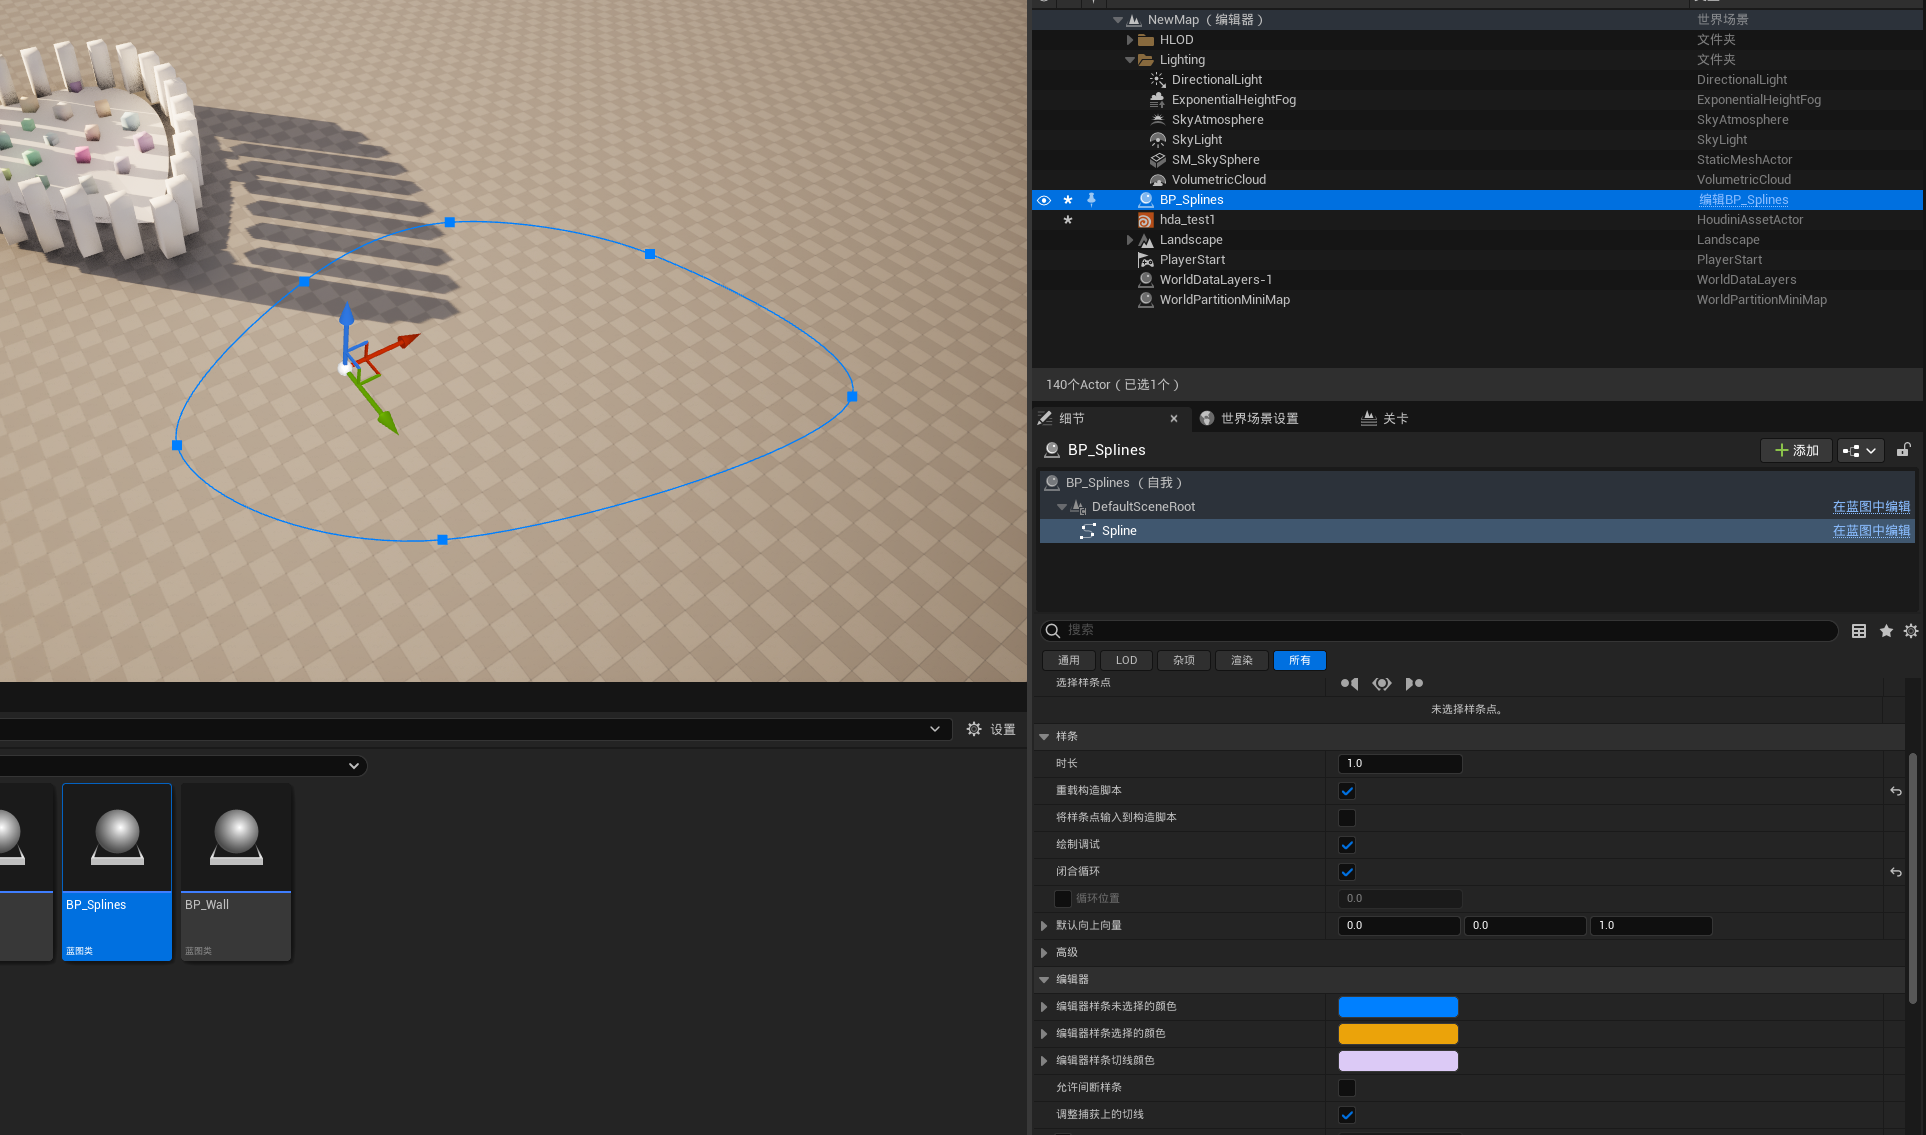 NewMap（编辑器）
世界场景
HLOD
文件夹
Lighting
文件夹
DirectionalLight
DirectionalLight
ExponentialHeightFog
ExponentialHeightFog
SkyAtmosphere
SkyAtmosphere
SkyLight
SkyLight
SM_SkySphere
StaticMeshActor
VolumetricCloud
VolumetricCloud
BP_Splines
编辑BP_Splines
hda_test1
HoudiniAssetActor
Landscape
Landscape
PlayerStart
PlayerStart
WorldDataLayers-1
WorldDataLayers
WorldPartitionMiniMap
WorldPartitionMiniMap
140个Actor（已选1个）
细节
世界场景设置
关卡
BP_Splines
添加
BP_Splines （自我）
DefaultSceneRoot
在蓝图中编辑
Spline
在蓝图中编辑
搜索
通用
LOD
杂项
渲染
所有
选择样条点
未选择样条点。
样条
时长
1.0
重载构造脚本
将样条点输入到构造脚本
绘制调试
闭合循环
循环位置
0.0
默认向上向量
0.0
0.0
1.0
高级
编辑器
编辑器样条未选择的颜色
编辑器样条选择的颜色
编辑器样条切线颜色
允许间断样条
调整捕获上的切线
设置
BP_Splines
蓝图类
BP_Wall
蓝图类